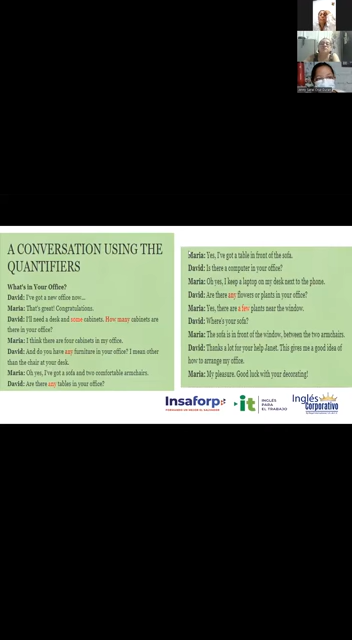 A CONVERSATION USING THE
QUANTIFIERS
What's in Your Office?
David: I've got a new office now...
Maria: That's great! Congratulations.
David: I'll need a desk and some cabinets. How many cabinets are
there in your office?
Maria: I think there are four cabinets in my office.
David: And do you have any furniture in your office? I mean other
than the chair at your desk.
Maria: Oh yes, I've got a sofa and two comfortable armchairs.
David: Are there any tables in your office?
Maria: Yes, I've got a table in front of the sofa.
David: Is there a computer in your office?
Maria: Oh yes, I keep a laptop on my desk next to the phone.
David: Are there any flowers or plants in your office?
Maria: Yes, there are a few plants near the window.
David: Where's your sofa?
Maria: The sofa is in front of the window, between the two armchairs.
David: Thanks a lot for your help Janet. This gives me a good idea of
how to arrange my office.
Maria: My pleasure. Good luck with your decorating!
Insaforp
it
INGLÉS
PARA
EL TRABAJO
Inglés
Corporativo